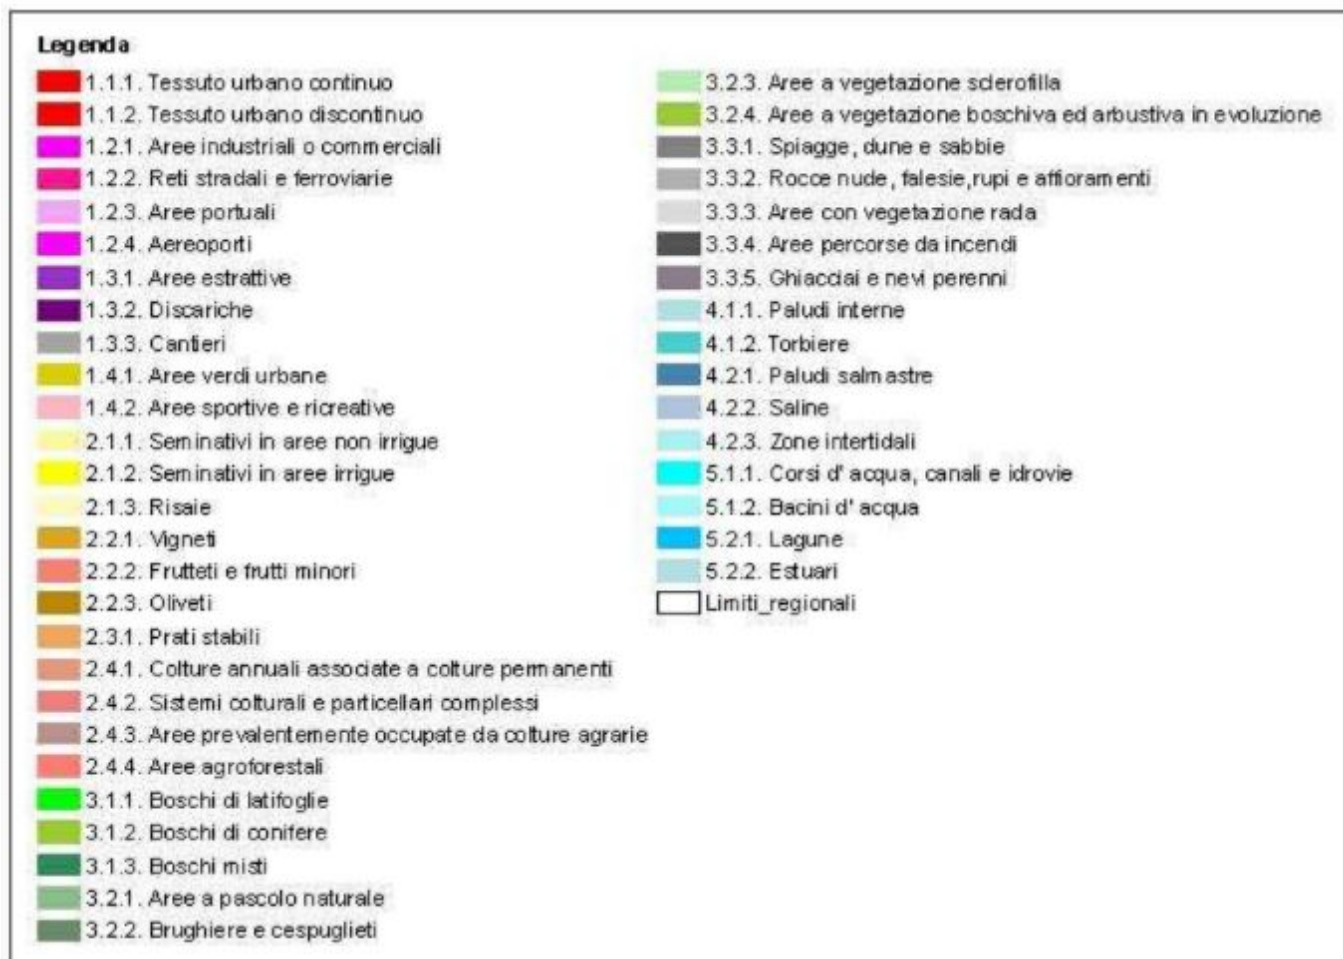 Legenda
1.1.1. Tessuto urbano continuo
1.1.2. Tessuto urbano discontinuo
1.2.1. Aree industriali o commerciali
1.2.2. Reti stradali e ferroviarie
1.2.3. Aree portuali
1.2.4. Aereoporti
1.3.1. Aree estrattive
1.3.2. Discariche
1.3.3. Cantieri
1.4.1. Aree verdi urbane
1.4.2. Aree sportive e ricreative
2.1.1. Seminativi in aree non irrigue
2.1.2. Seminativi in aree irrigue
2.1.3. Risaie
2.2.1. Vigneti
2.2.2. Frutteti e frutti minori
2.2.3. Oliveti
2.3.1. Prati stabili
2.4.1. Colture annuali associate a colture permanenti
2.4.2. Sistemi colturali e particellari complessi
2.4.3. Aree prevalentemente occupate da colture agrarie
2.4.4. Aree agroforestali
3.1.1. Boschi di latifoglie
3.1.2. Boschi di conifere
3.1.3. Boschi misti
3.2.1. Aree a pascolo naturale
3.2.2. Brughiere e cespuglieti
3.2.3. Aree a vegetazione sclerofilla
3.2.4. Aree a vegetazione boschiva ed arbustiva in evoluzione
3.3.1. Spiagge, dune e sabbie
3.3.2. Rocce nude, falesie,rupi e affioramenti
3.3.3. Aree con vegetazione rada
3.3.4. Aree percorse da incendi
3.3.5. Ghiacciai e nevi perenni
4.1.1. Paludi interne
4.1.2. Torbiere
4.2.1. Paludi salmastre
4.2.2. Saline
4.2.3. Zone intertidali
5.1.1. Corsi d' acqua, canali e idrovie
5.1.2. Bacini d' acqua
5.2.1. Lagune
5.2.2. Estuari
Limiti_regionali